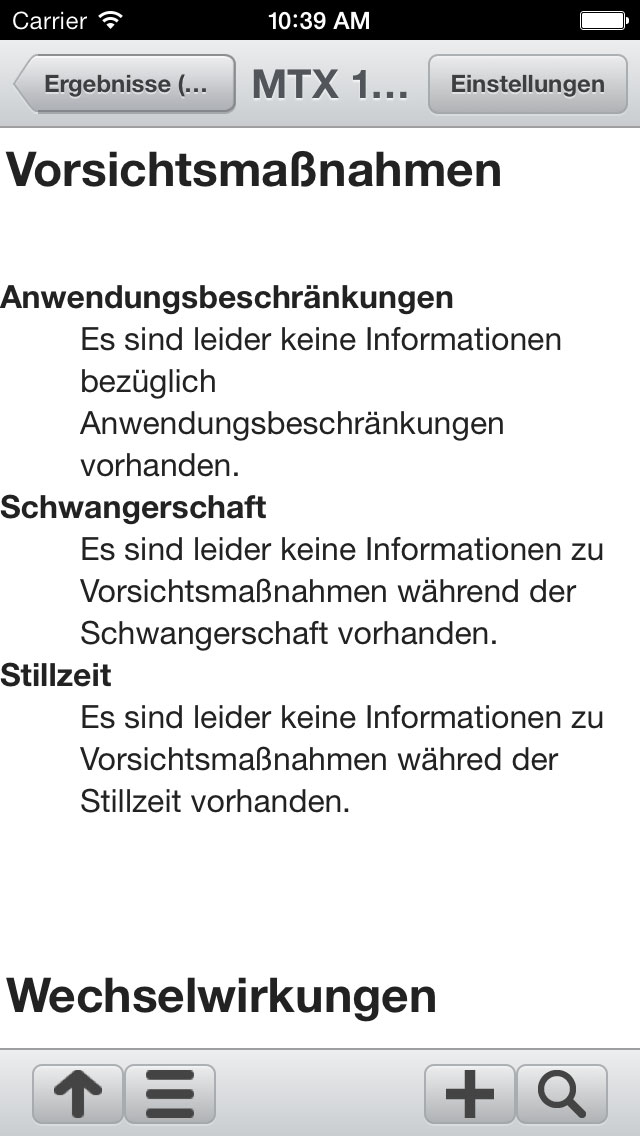 Carrier 10:39 AM
Ergebnisse (... MTX 1... Einstellungen
Vorsichtsmaßnahmen
Anwendungsbeschränkungen
Es sind leider keine Informationen
bezüglich
Anwendungsbeschränkungen
vorhanden.
Schwangerschaft
Es sind leider keine Informationen zu
Vorsichtsmaßnahmen während der
Schwangerschaft vorhanden.
Stillzeit
Es sind leider keine Informationen zu
Vorsichtsmaßnahmen währed der
Stillzeit vorhanden.
Wechselwirkungen